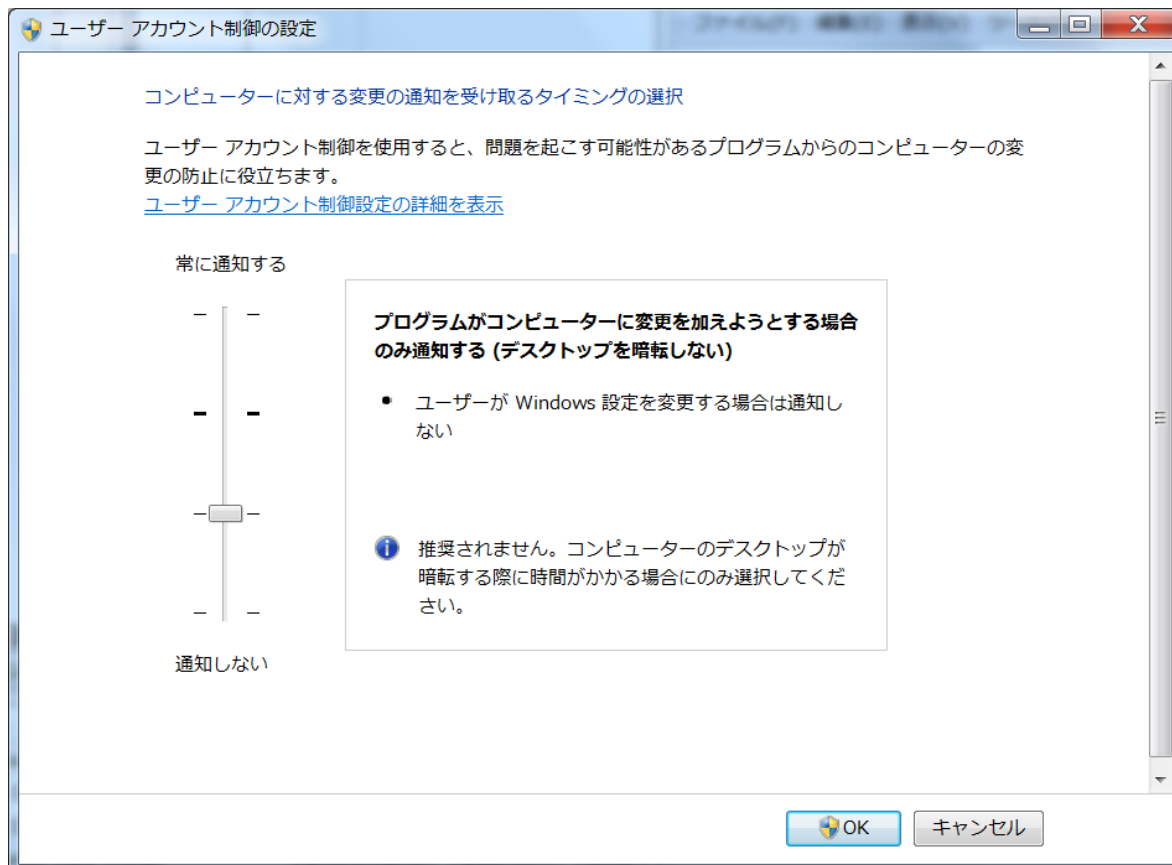 ユーザー アカウント制御の設定
コンピューターに対する変更の通知を受け取るタイミングの選択
ユーザー アカウント制御を使用すると、問題を起こす可能性があるプログラムからのコンピューターの変
更の防止に役立ちます。
ユーザー アカウント制御設定の詳細を表示
常に通知する
プログラムがコンピューターに変更を加えようとする場合
のみ通知する (デスクトップを暗転しない)
• ユーザーが Windows 設定を変更する場合は通知し
ない
推奨されません。コンピューターのデスクトップが
暗転する際に時間がかかる場合にのみ選択してくだ
さい。
通知しない
OK
キャンセル